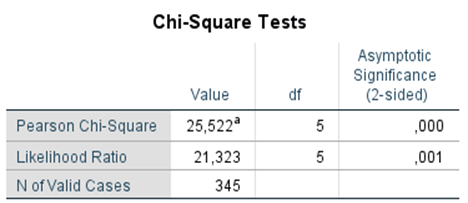 Chi-Square Tests
Asymptotic
Significance
Value df (2-sided)
Pearson Chi-Square 25,522a 5 ,000
Likelihood Ratio 21,323 5 ,001
N of Valid Cases 345